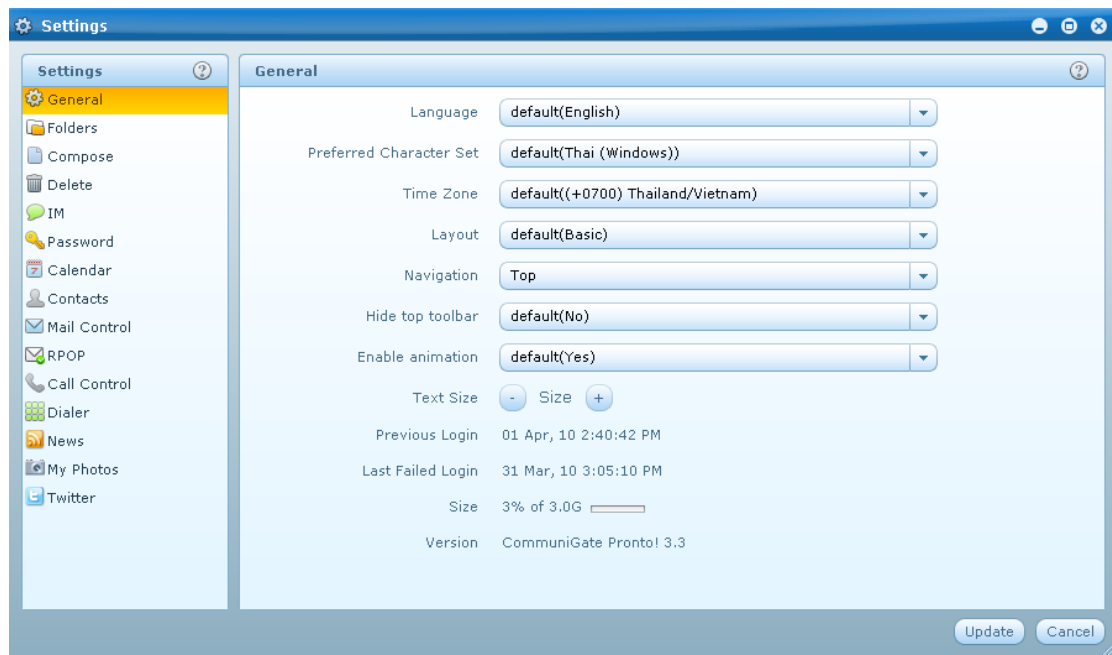 Settings
Settings
General
Folders
Compose
Delete
IM
Password
7 Calendar
Contacts
Mail Control
RPOP
Call Control
Dialer
News
My Photos
Twitter
General
Language default(English)
Preferred Character Set default(Thai (Windows))
Time Zone default((+0700) Thailand/Vietnam)
Layout default(Basic)
Navigation Top
Hide top toolbar default(No)
Enable animation default(Yes)
Text Size - Size +
Previous Login 01 Apr, 10 2:40:42 PM
Last Failed Login 31 Mar, 10 3:05:10 PM
Size 3% of 3.0G
Version CommuniGate Pronto! 3.3
Update Cancel